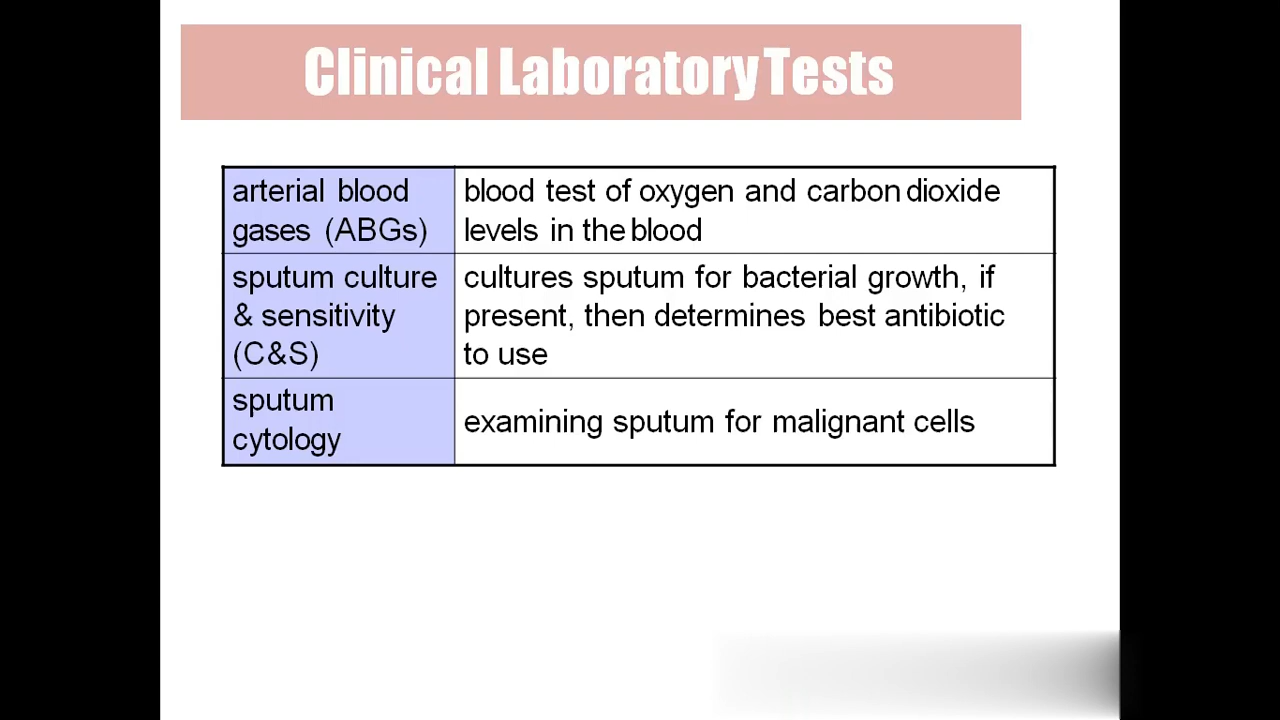 Clinical Laboratory Tests
arterial blood
gases (ABGs)
blood test of oxygen and carbon dioxide
levels in the blood
sputum culture
& sensitivity
(C&S)
cultures sputum for bacterial growth, if
present, then determines best antibiotic
to use
sputum
cytology
examining sputum for malignant cells